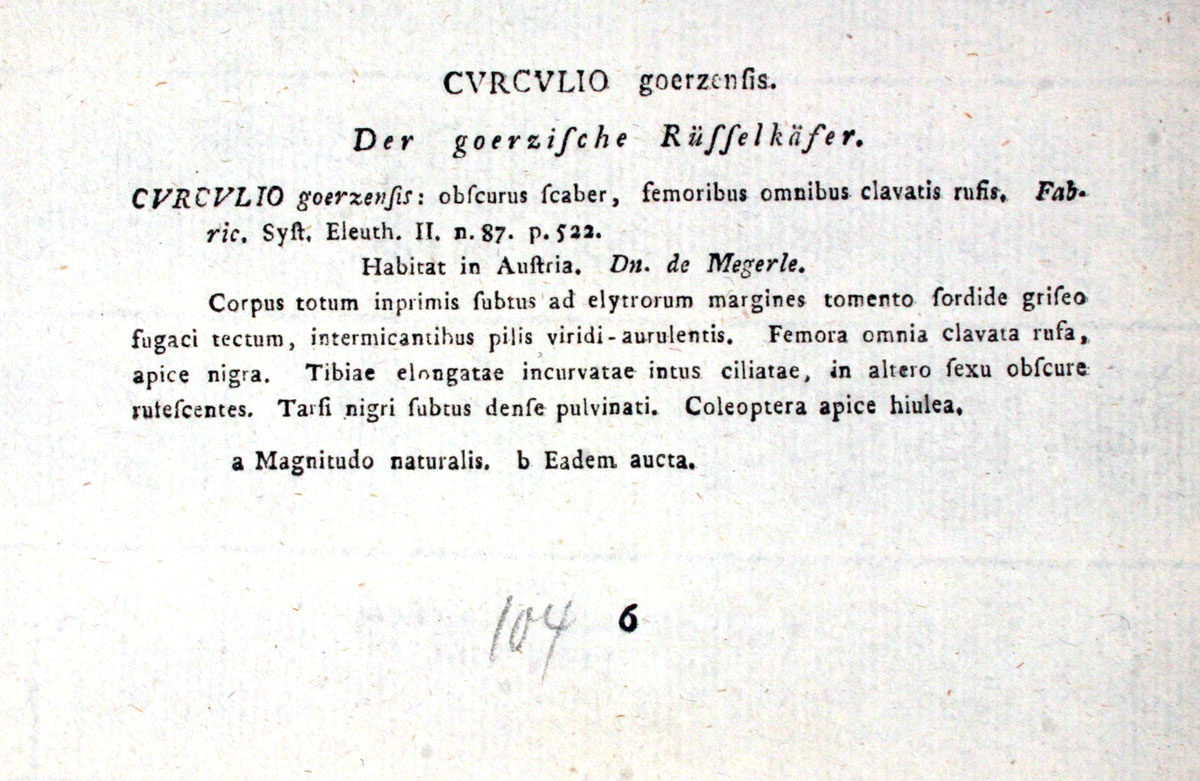 CVRCVLIO goerzenſis.
Der goerziſche Rüſſelkäfer.
CVRCVLIO goerzenſis: obſcurus ſcaber, femoribus omnibus clavatis rufis. Fab-
ric. Syſt. Eleuth. II. n. 87. p. 522.
Habitat in Auſtria. Dn. de Megerle.
Corpus totum inprimis ſubtus ad elytrorum margines tomento ſordide griſeo
fugaci tectum, intermicantibus pilis viridi-aurulentis. Femora omnia clavata rufa,
apice nigra. Tibiae elongatae incurvatae intus ciliatae, in altero ſexu obſcure
rufeſcentes. Tarſi nigri ſubtus denſe pulvinati. Coleoptera apice hiulea.
a Magnitudo naturalis. b Eadem aucta.
104 6